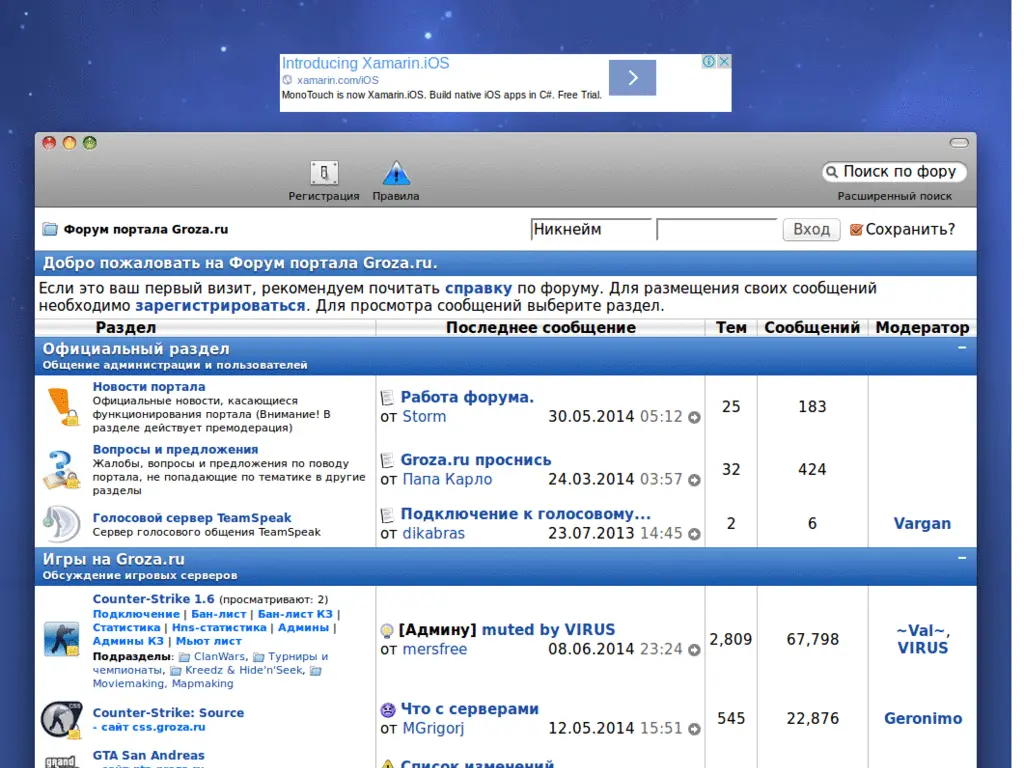 Introducing Xamarin.iOS
xamarin.com/iOS
MonoTouch is now Xamarin.iOS. Build native iOS apps in C#. Free Trial.
Регистрация
Правила
Поиск по фору
Расширенный поиск
Форум портала Groza.ru
Никнейм
Вход
Сохранить?
Добро пожаловать на Форум портала Groza.ru.
Если это ваш первый визит, рекомендуем почитать справку по форуму. Для размещения своих сообщений
необходимо зарегистрироваться. Для просмотра сообщений выберите раздел.
Раздел Последнее сообщение Тем Сообщений Модератор
Официальный раздел
Общение администрации и пользователей
Новости портала
Официальные новости, касающиеся
функционирования портала (Внимание! В
разделе действует премодерация)
Работа форума.
от Storm 30.05.2014 05:12
25 183
Вопросы и предложения
Жалобы, вопросы и предложения по поводу
портала, не попадающие по тематике в другие
разделы
Groza.ru проснись
от Папа Карло 24.03.2014 03:57
32 424
Голосовой сервер TeamSpeak
Сервер голосового общения TeamSpeak
Подключение к голосовому...
от dikabras 23.07.2013 14:45
2 6 Vargan
Игры на Groza.ru
Обсуждение игровых серверов
Counter-Strike 1.6 (просматривают: 2)
Подключение | Бан-лист | Бан-лист КЗ |
Статистика | Hns-статистика | Админы |
Админы КЗ | Мьют лист
Подразделы: ClanWars, Турниры и
чемпионаты, Kreedz & Hide'n'Seek,
Moviemaking, Mapmaking
[Админу] muted by VIRUS
от mersfree 08.06.2014 23:24
2,809 67,798
~Val~,
VIRUS
Counter-Strike: Source
- сайт css.groza.ru
Что с серверами
от MGrigorj 12.05.2014 15:51
545 22,876 Geronimo
GTA San Andreas
Список изменений